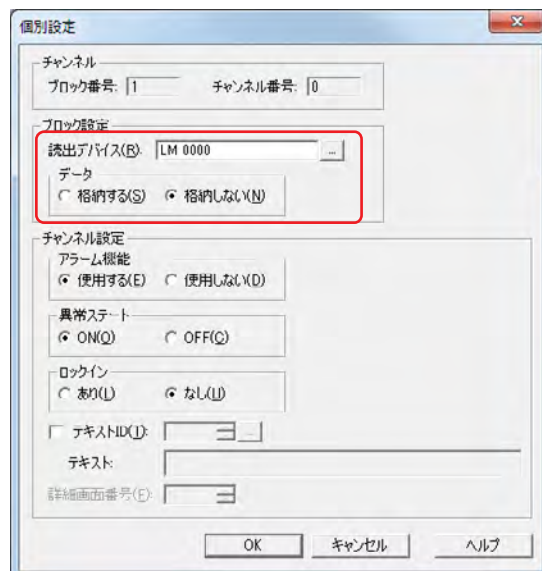 個別設定
チャンネル
ブロック番号: 1 チャンネル番号: 0
ブロック設定
読出デバイス(R): LM 0000 ...
データ
格納する(S) 格納しない(N)
チャンネル設定
アラーム機能
使用する(E) 使用しない(D)
異常ステート
ON(O) OFF(C)
ロックイン
あり(L) なし(U)
テキストID(I): ...
テキスト:
詳細画面番号(F):
OK キャンセル ヘルプ